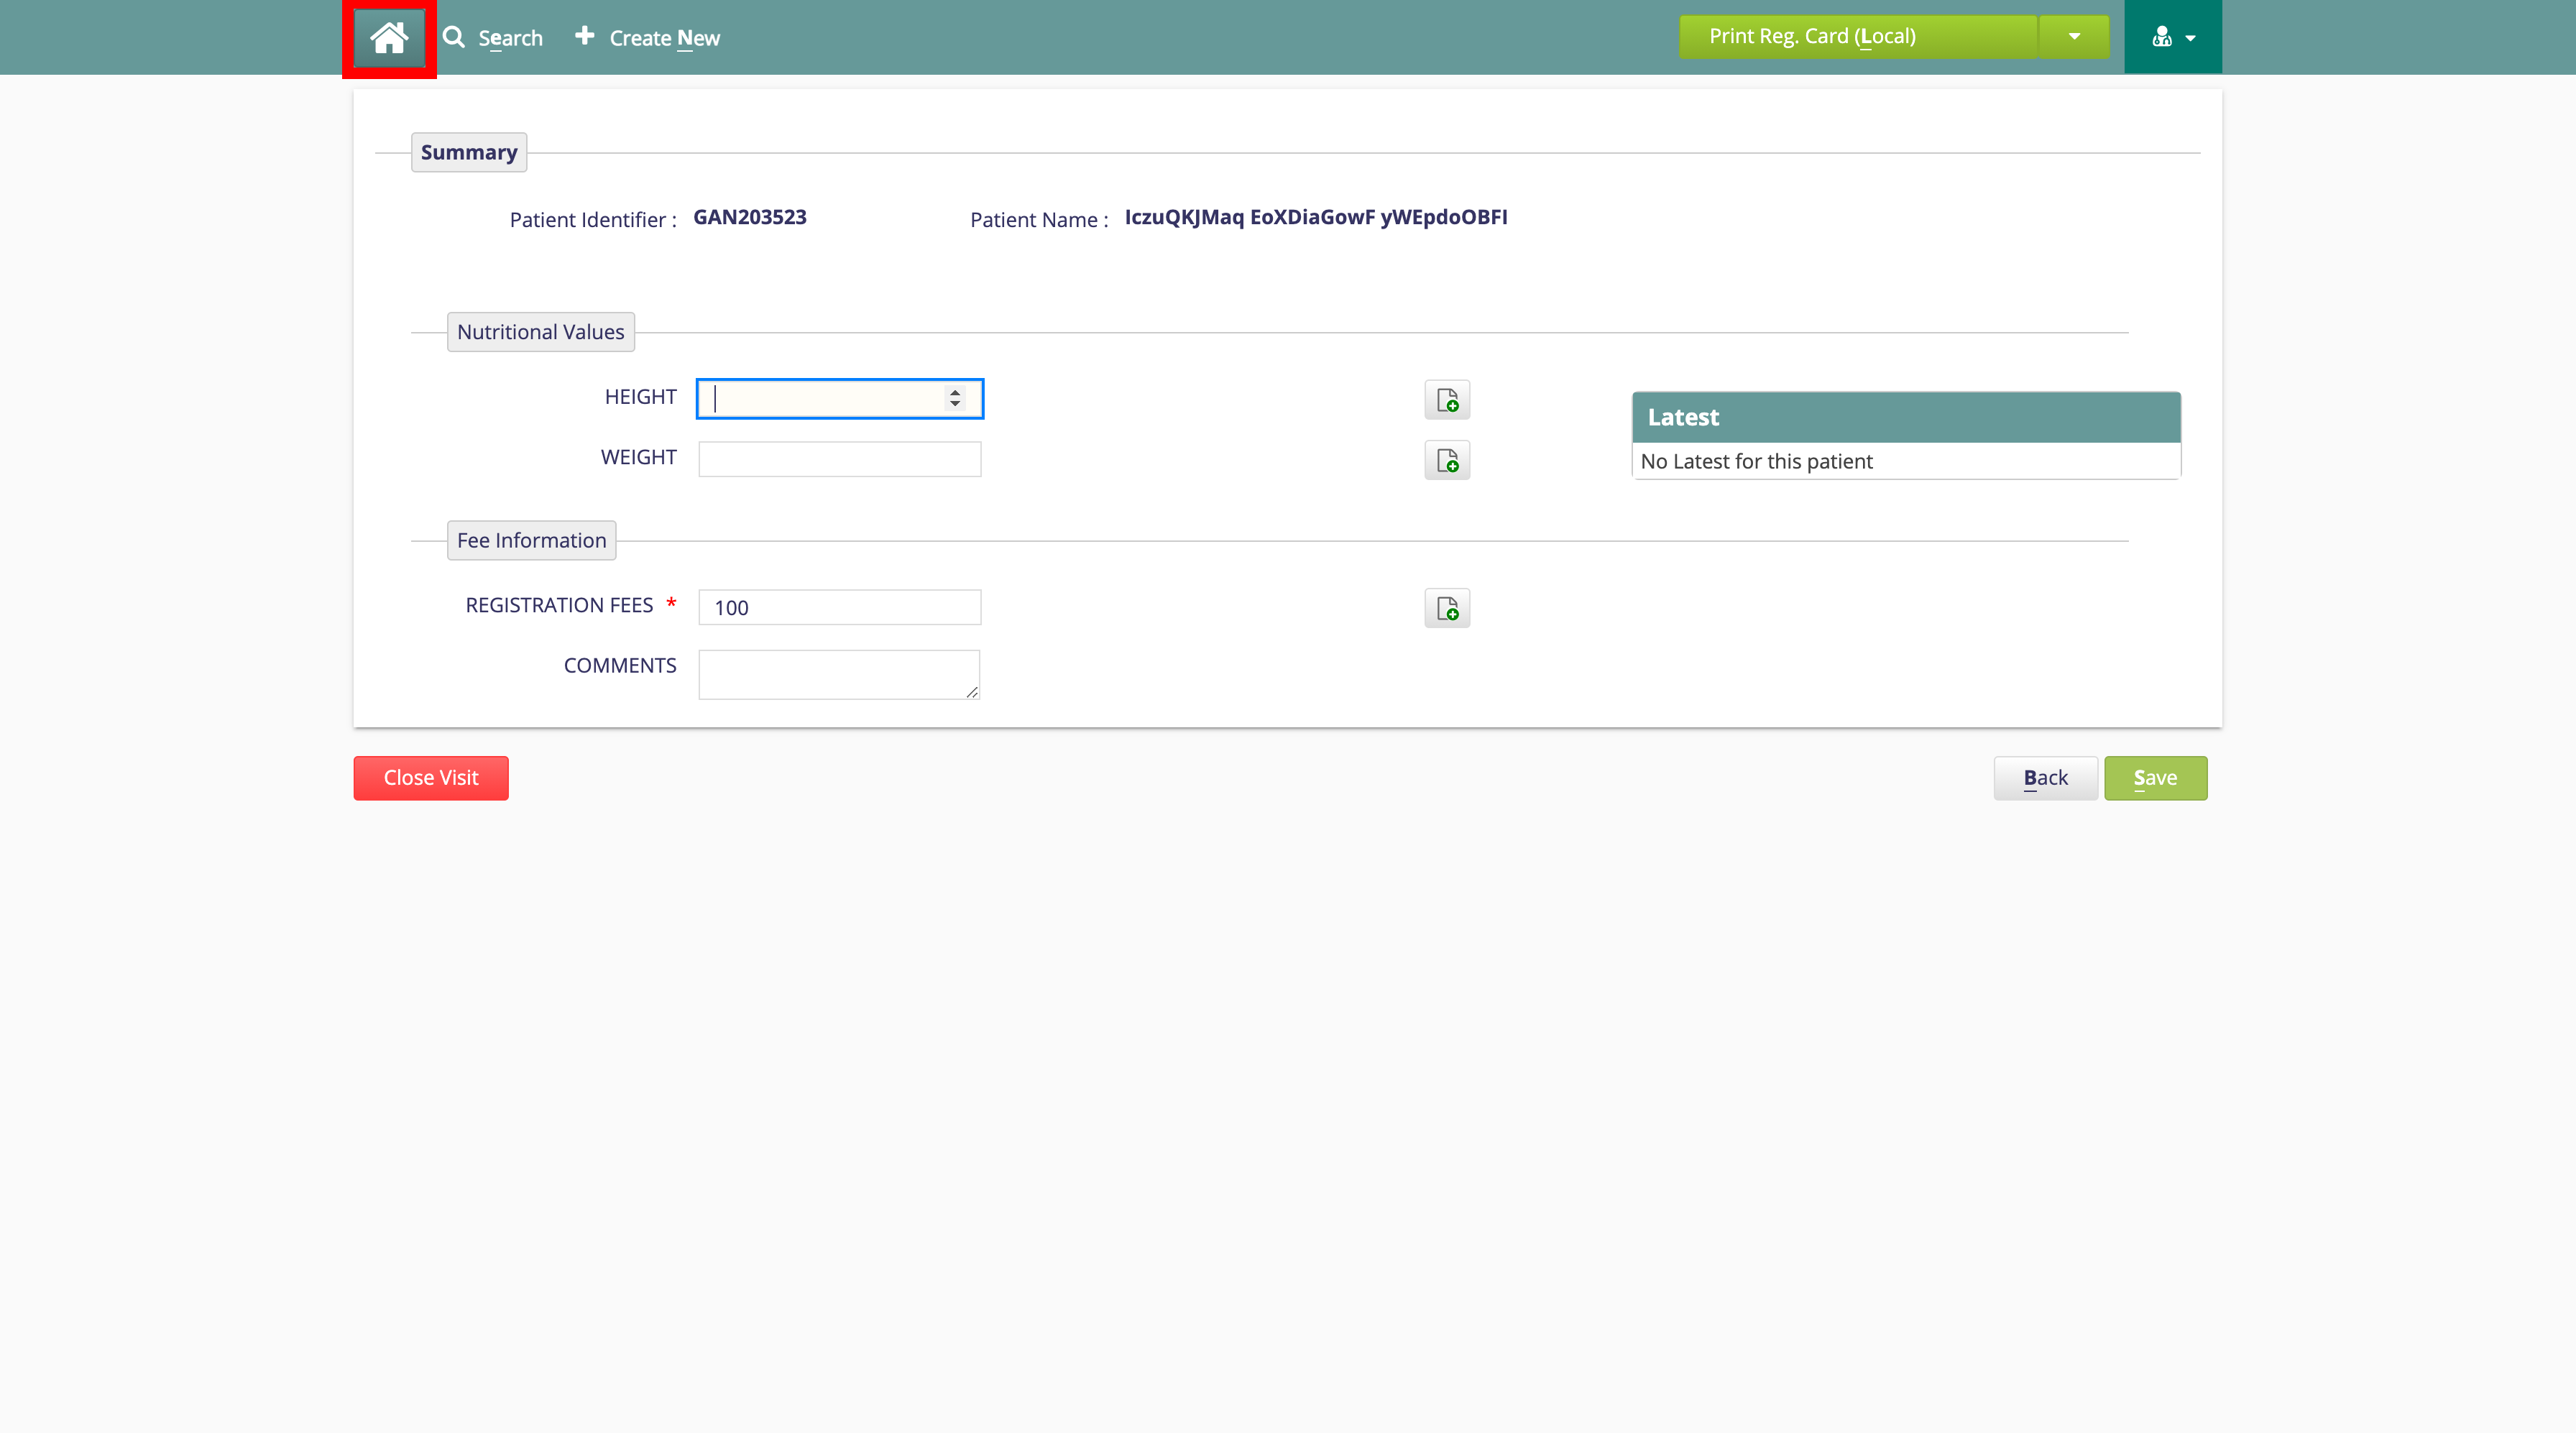 Search Create New Print Reg. Card (Local)
Summary
Patient Identifier : GAN203523 Patient Name : IczuQKJMaq EoXDiaGowF yWEpdoOBFI
Nutritional Values
HEIGHT
Latest
WEIGHT
No Latest for this patient
Fee Information
REGISTRATION FEES * 100
COMMENTS
Close Visit Back Save